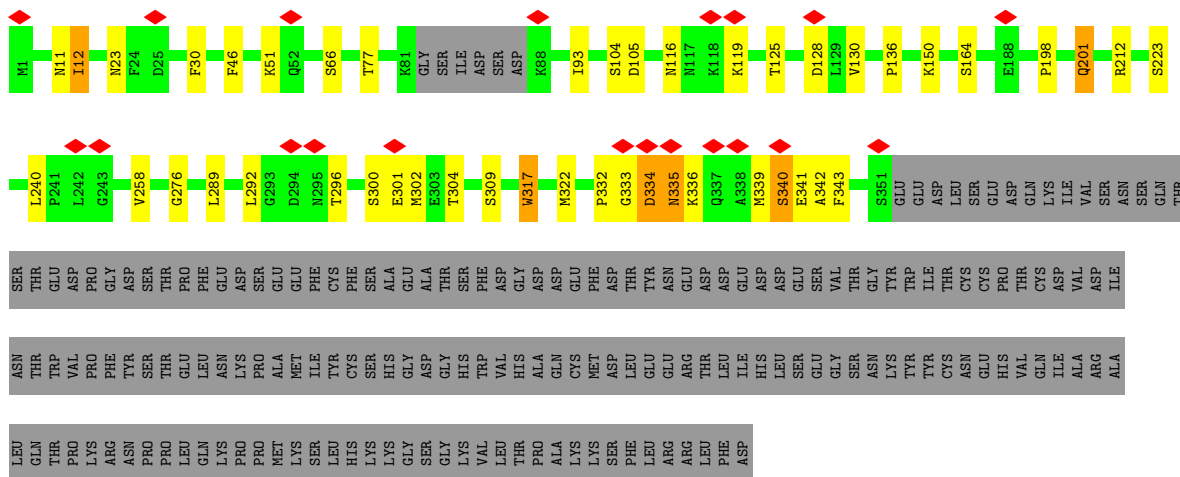 M1 N11 I12 N23 F24 D25 F30 F46 K51 Q52 S66 T77 K81 GLY SER ILE ASP SER ASP K88 I93 S104 D105 N116 N117 K118 K119 T125 D128 L129 V130 P136 K150 S164 E188 P198 Q201 R212 S223
L240 P241 L242 G243 V258 G276 L289 L292 G293 D294 N295 T296 S300 E301 M302 E303 T304 S309 W317 M322 P332 G333 D334 N335 K336 Q337 A338 M339 S340 E341 A342 F343 S351 GLU GLU ASP LEU SER GLU ASP GLN LYS ILE VAL SER ASN SER GLN THR
SER THR GLU ASP PRO GLY ASP SER THR PRO PHE GLU ASP SER GLU GLU PHE CYS PHE SER ALA GLU ALA THR SER PHE ASP GLY ASP ASP GLU PHE ASP THR TYR ASN GLU ASP ASP GLU ASP ASP GLU SER VAL THR GLY TYR TRP ILE THR CYS CYS PRO THR CYS ASP VAL ASP ILE
ASN THR TRP VAL PRO PHE TYR SER THR GLU LEU ASN LYS PRO ALA MET ILE TYR CYS SER HIS GLY ASP GLY HIS TRP VAL HIS ALA GLN CYS MET ASP LEU GLU GLU ARG THR LEU ILE HIS LEU SER GLU GLY SER ASN LYS TYR TYR CYS ASN GLU HIS VAL GLN ILE ALA ARG ALA
LEU GLN THR PRO LYS ARG ASN PRO PRO LEU GLN LYS PRO PRO MET LYS SER LEU HIS LYS LYS GLY SER GLY LYS VAL LEU THR PRO ALA LYS LYS SER PHE LEU ARG ARG LEU PHE ASP